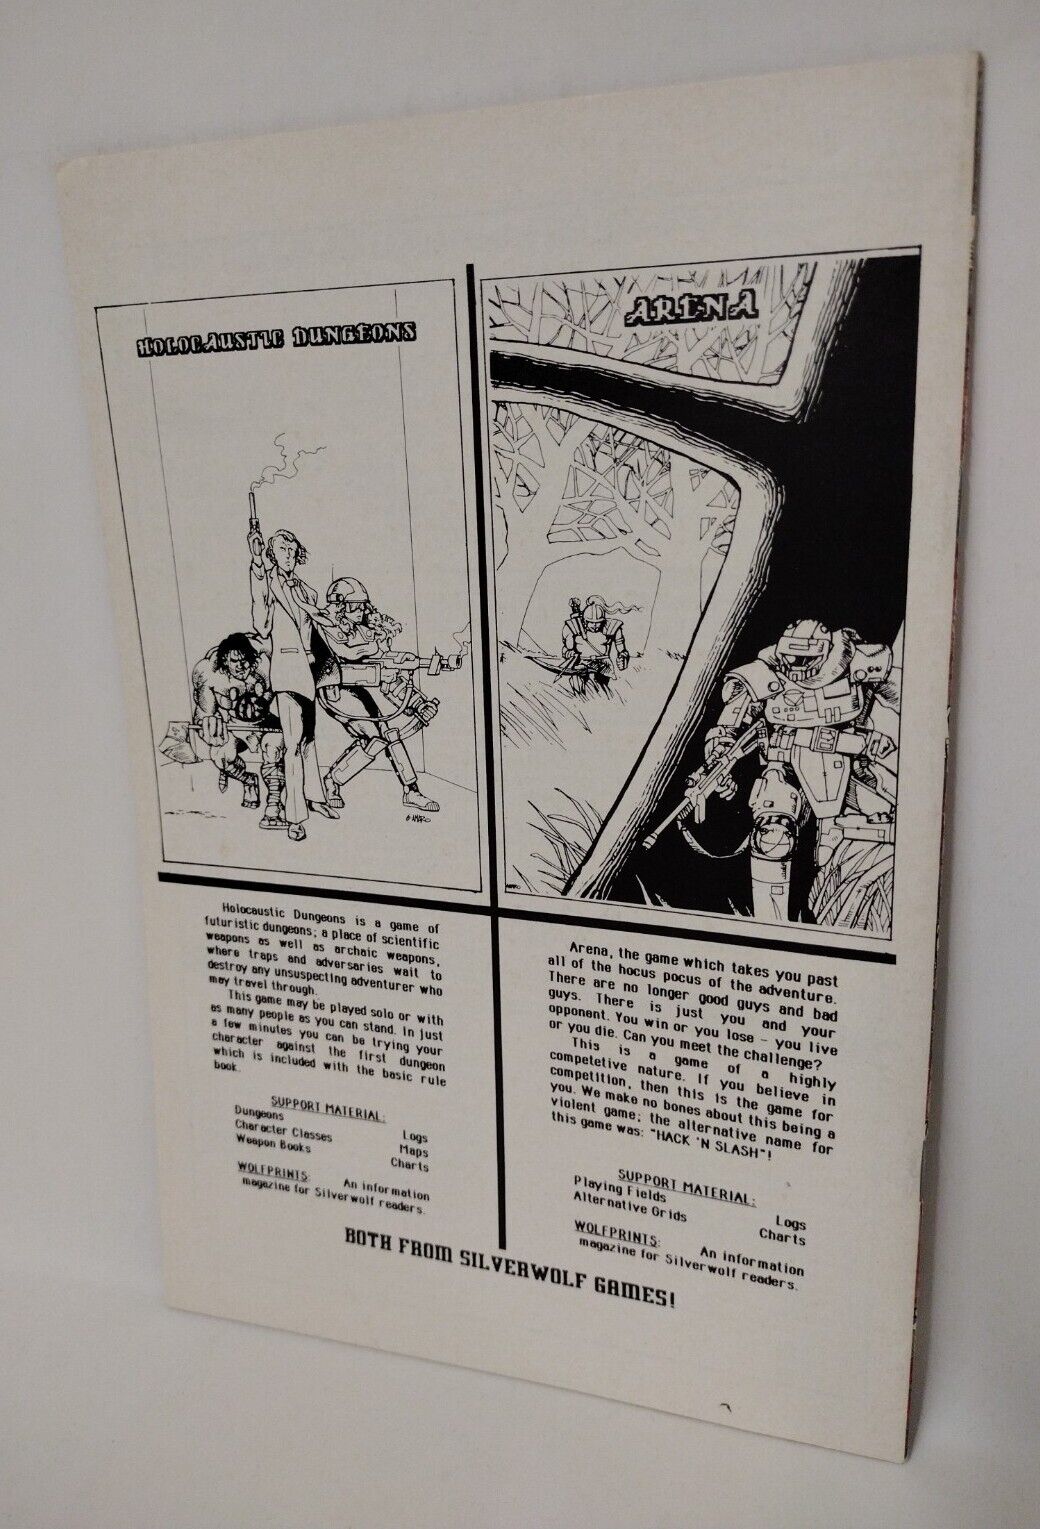 HOLOCAUSTIC DUNGEONS
G. AMARO
Holocaustic Dungeons is a game of
futuristic dungeons; a place of scientific
weapons as well as archaic weapons,
where traps and adversaries wait to
destroy any unsuspecting adventurer who
may travel through.
This game may be played solo or with
as many people as you can stand. In just
a few minutes you can be trying your
character against the first dungeon
which is included with the basic rule
book.
SUPPORT MATERIAL:
Dungeons Logs
Character Classes Maps
Weapon Books Charts
WOLFPRINTS: An information
magazine for Silverwolf readers.
ARENA
AMARO
Arena, the game which takes you past
all of the hocus pocus of the adventure.
There are no longer good guys and bad
guys. There is just you and your
opponent. You win or you lose - you live
or you die. Can you meet the challenge?
This is a game of a highly
competetive nature. If you believe in
competition, then this is the game for
you. We make no bones about this being a
violent game; the alternative name for
this game was: "HACK 'N SLASH"!
SUPPORT MATERIAL:
Playing Fields Logs
Alternative Grids Charts
WOLFPRINTS: An information
magazine for Silverwolf readers.
BOTH FROM SILVERWOLF GAMES!